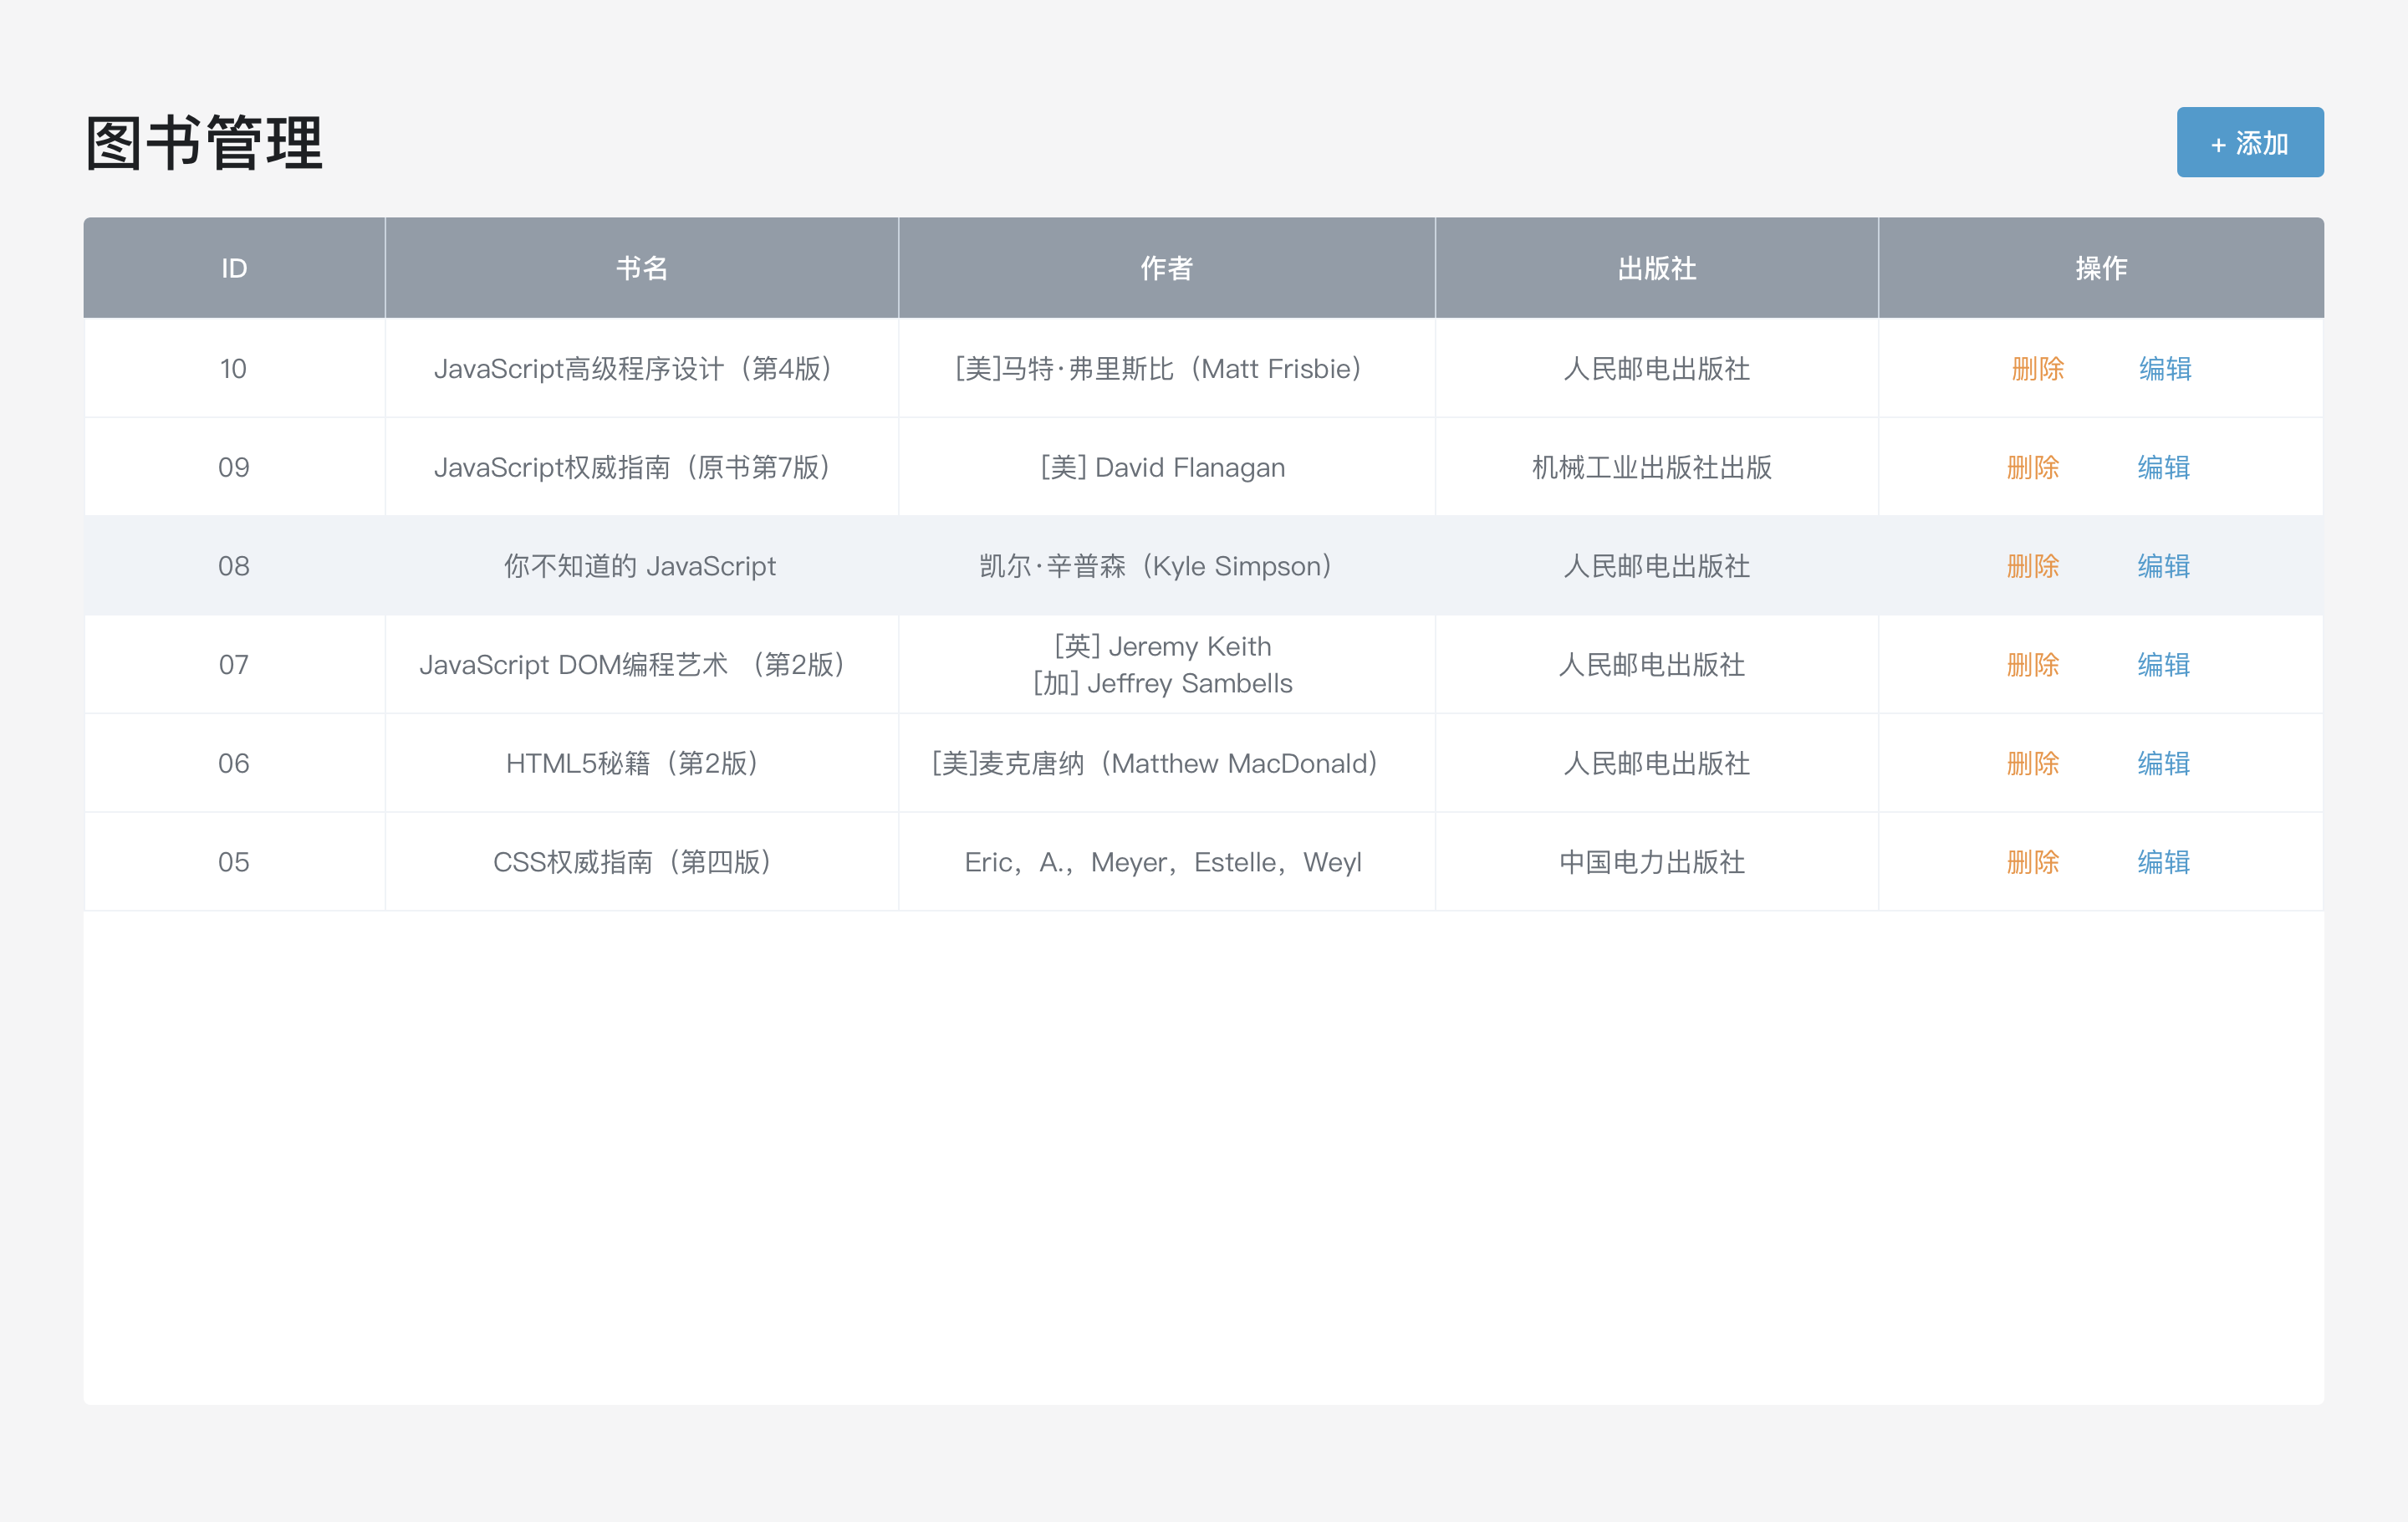 图书管理
+ 添加
ID 书名 作者 出版社 操作
10 JavaScript高级程序设计（第4版） [美]马特·弗里斯比（Matt Frisbie） 人民邮电出版社 删除 编辑
09 JavaScript权威指南（原书第7版） [美] David Flanagan 机械工业出版社出版 删除 编辑
08 你不知道的 JavaScript 凯尔·辛普森（Kyle Simpson） 人民邮电出版社 删除 编辑
07 JavaScript DOM编程艺术 （第2版） [英] Jeremy Keith
[加] Jeffrey Sambells 人民邮电出版社 删除 编辑
06 HTML5秘籍（第2版） [美]麦克唐纳（Matthew MacDonald） 人民邮电出版社 删除 编辑
05 CSS权威指南（第四版） Eric，A.，Meyer，Estelle，Weyl 中国电力出版社 删除 编辑